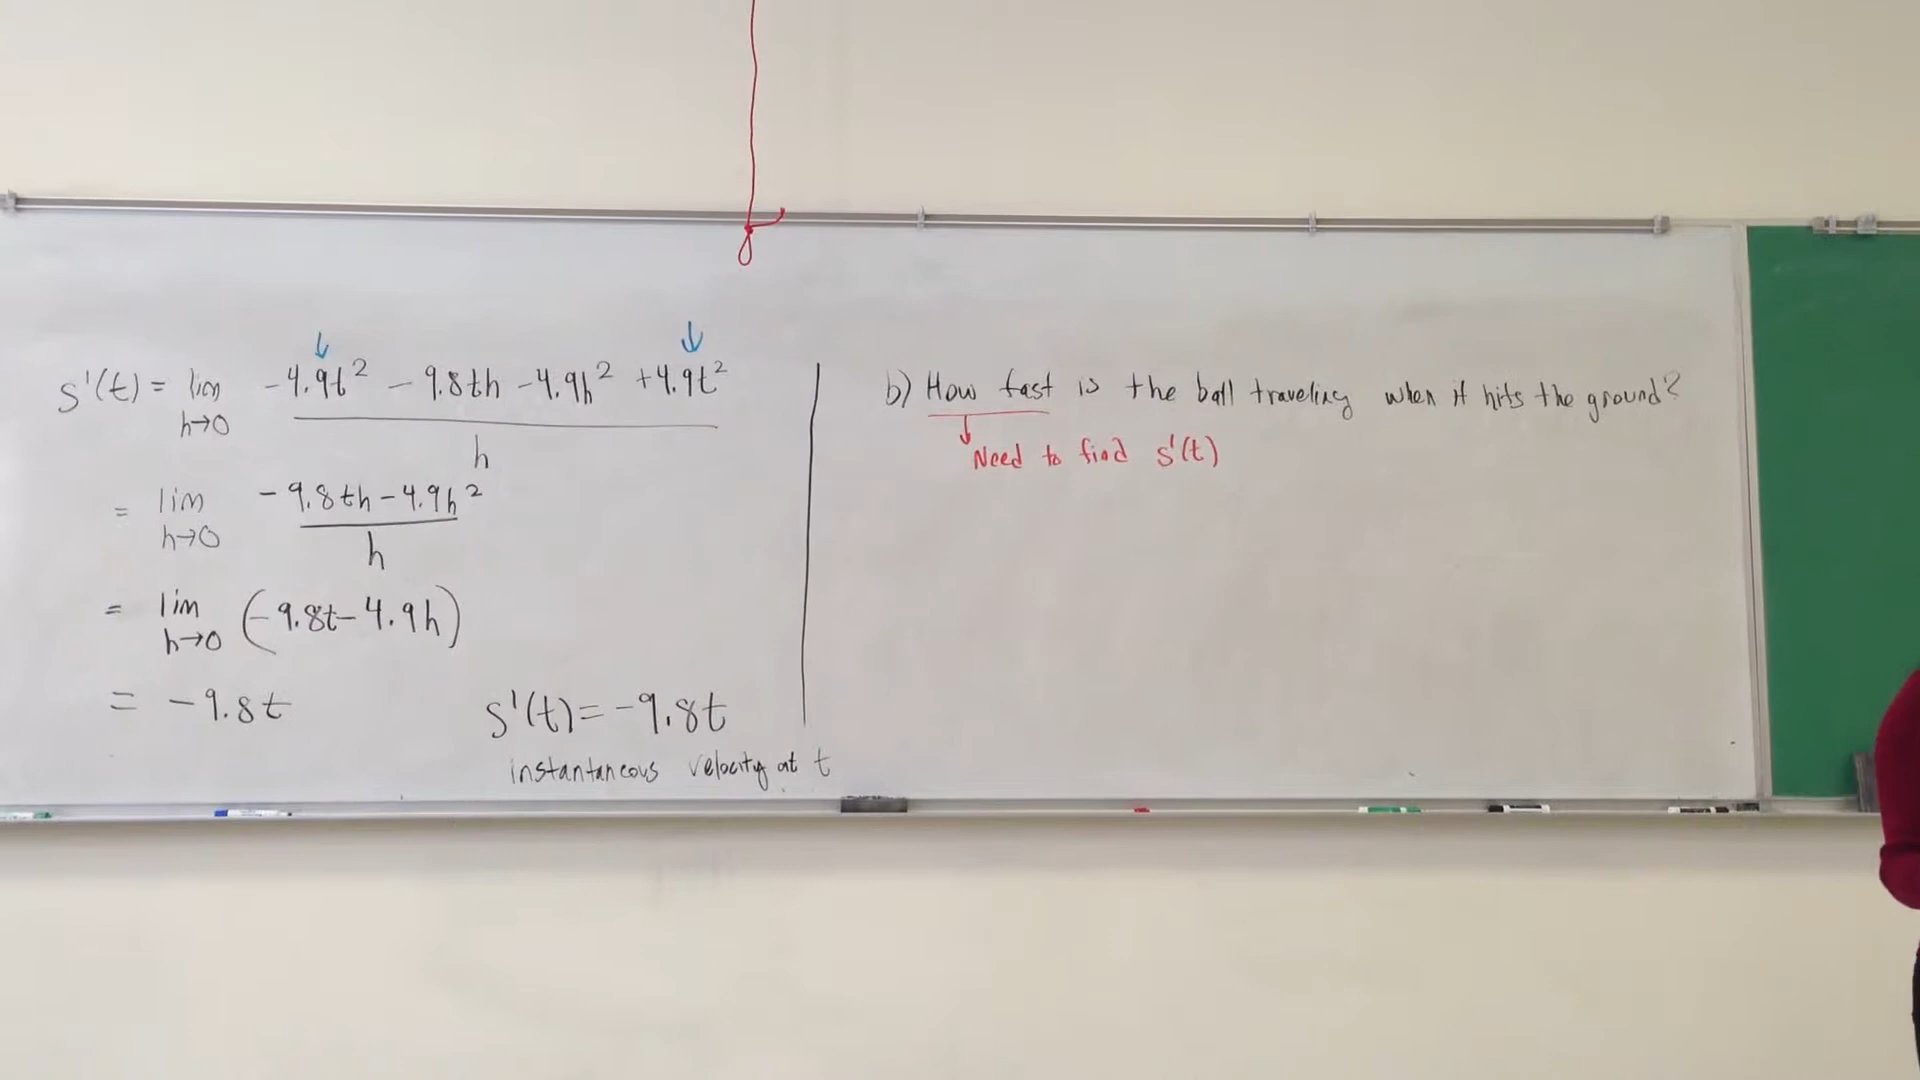 s'(t) = lim h→0 (-4.9t² - 9.8th - 4.9h² + 4.9t²) / h
= lim h→0 (-9.8th - 4.9h²) / h
= lim h→0 (-9.8t - 4.9h)
= -9.8t
s'(t) = -9.8t
instantaneous velocity at t
b) How fast is the ball traveling when it hits the ground?
Need to find s'(t)